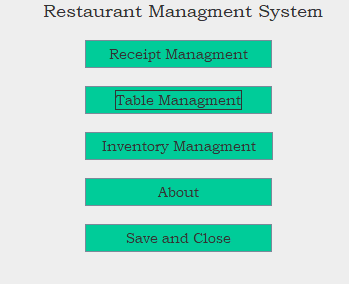 Restaurant Managment System
Receipt Managment
Table Managment
Inventory Managment
About
Save and Close